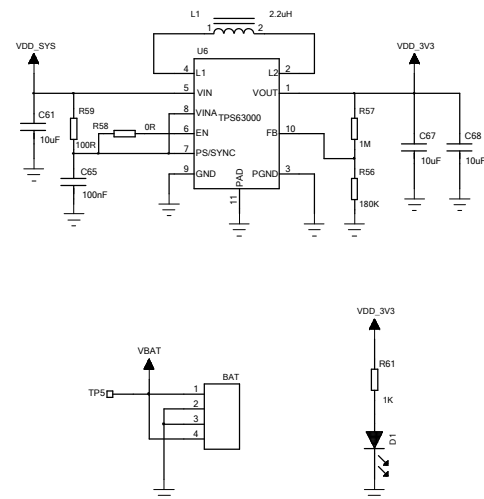 L1 2.2uH
1 2
VDD_SYS U6 VDD_3V3
4 L1 L2 2
5 VIN VOUT 1
C61 R59 8 VINA TPS63000 R57 C67 C68
R58 0R 6 EN FB 10
10uF 100R 7 PS/SYNC 1M 10uF 10uF
C65 9 GND PGND 3 R56
100nF PAD 180K
11
VDD_3V3
VBAT R61
BAT
TP5 1 1K
2
3 D1
4